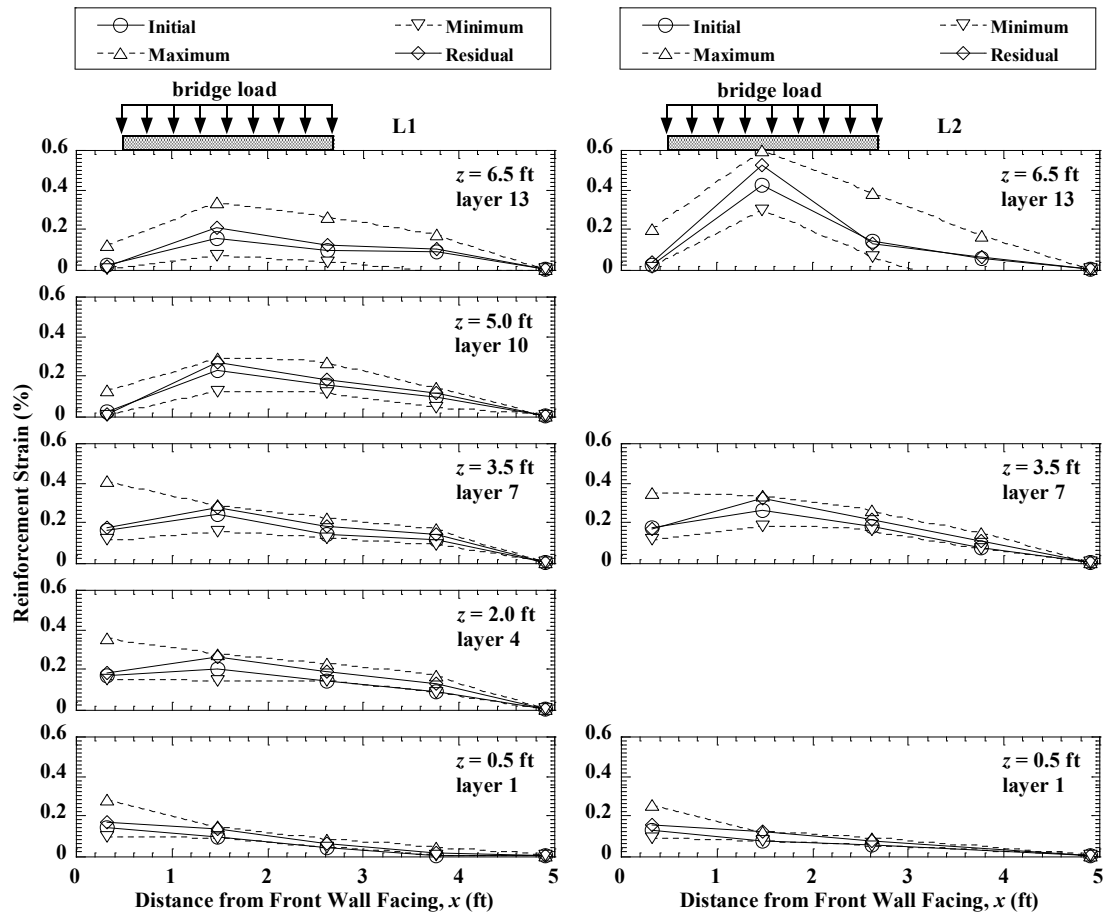 Initial
Minimum
Maximum
Residual
Initial
Minimum
Maximum
Residual
bridge load
L1
bridge load
L2
Reinforcement Strain (%)
0.6
0.4
0.2
0
z = 6.5 ft
layer 13
0.6
0.4
0.2
0
z = 6.5 ft
layer 13
0.6
0.4
0.2
0
z = 5.0 ft
layer 10
0.6
0.4
0.2
0
z = 3.5 ft
layer 7
0.6
0.4
0.2
0
z = 3.5 ft
layer 7
0.6
0.4
0.2
0
z = 2.0 ft
layer 4
0.6
0.4
0.2
0
z = 0.5 ft
layer 1
0.6
0.4
0.2
0
z = 0.5 ft
layer 1
0 1 2 3 4 5
0 1 2 3 4 5
Distance from Front Wall Facing, x (ft)
Distance from Front Wall Facing, x (ft)